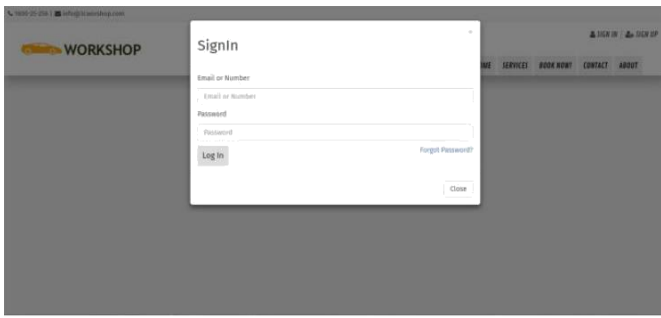 SIGN IN | SIGN UP
WORKSHOP
SERVICES BOOK NOW! CONTACT ABOUT
×
SignIn
Email or Number
Email or Number
Password
Password
Log In
Forgot Password?
Close